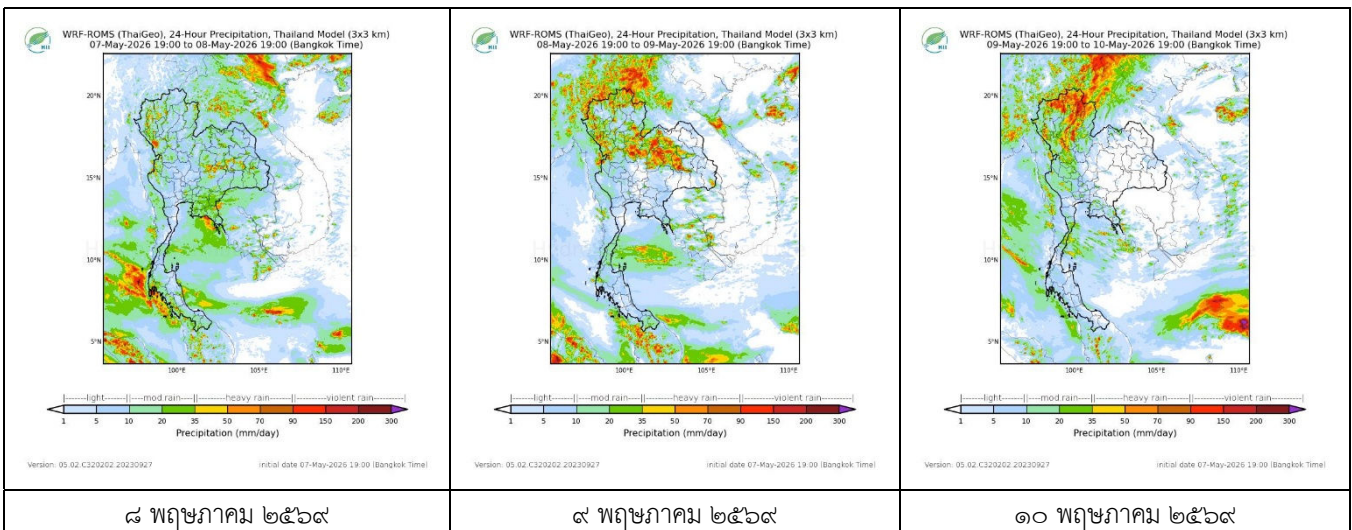 WRF-ROMS (ThaiGeo), 24-Hour Precipitation, Thailand Model (3x3 km)
07-May-2026 19:00 to 08-May-2026 19:00 (Bangkok Time)
HII
20°N
15°N
10°N
5°N
100°E 105°E 110°E
|-------light-------||----mod rain-----||---------heavy rain--------||---------violent rain---------|
1 5 10 20 35 50 70 90 150 200 300
Precipitation (mm/day)
Version: 05.02.C320202.20230927 initial date 07-May-2026 19:00 (Bangkok Time)
๘ พฤษภาคม ๒๕๖๙
WRF-ROMS (ThaiGeo), 24-Hour Precipitation, Thailand Model (3x3 km)
08-May-2026 19:00 to 09-May-2026 19:00 (Bangkok Time)
HII
20°N
15°N
10°N
5°N
100°E 105°E 110°E
|-------light-------||----mod rain-----||---------heavy rain--------||---------violent rain---------|
1 5 10 20 35 50 70 90 150 200 300
Precipitation (mm/day)
Version: 05.02.C320202.20230927 initial date 07-May-2026 19:00 (Bangkok Time)
๙ พฤษภาคม ๒๕๖๙
WRF-ROMS (ThaiGeo), 24-Hour Precipitation, Thailand Model (3x3 km)
09-May-2026 19:00 to 10-May-2026 19:00 (Bangkok Time)
HII
20°N
15°N
10°N
5°N
100°E 105°E 110°E
|-------light-------||----mod rain-----||---------heavy rain--------||---------violent rain---------|
1 5 10 20 35 50 70 90 150 200 300
Precipitation (mm/day)
Version: 05.02.C320202.20230927 initial date 07-May-2026 19:00 (Bangkok Time)
๑๐ พฤษภาคม ๒๕๖๙